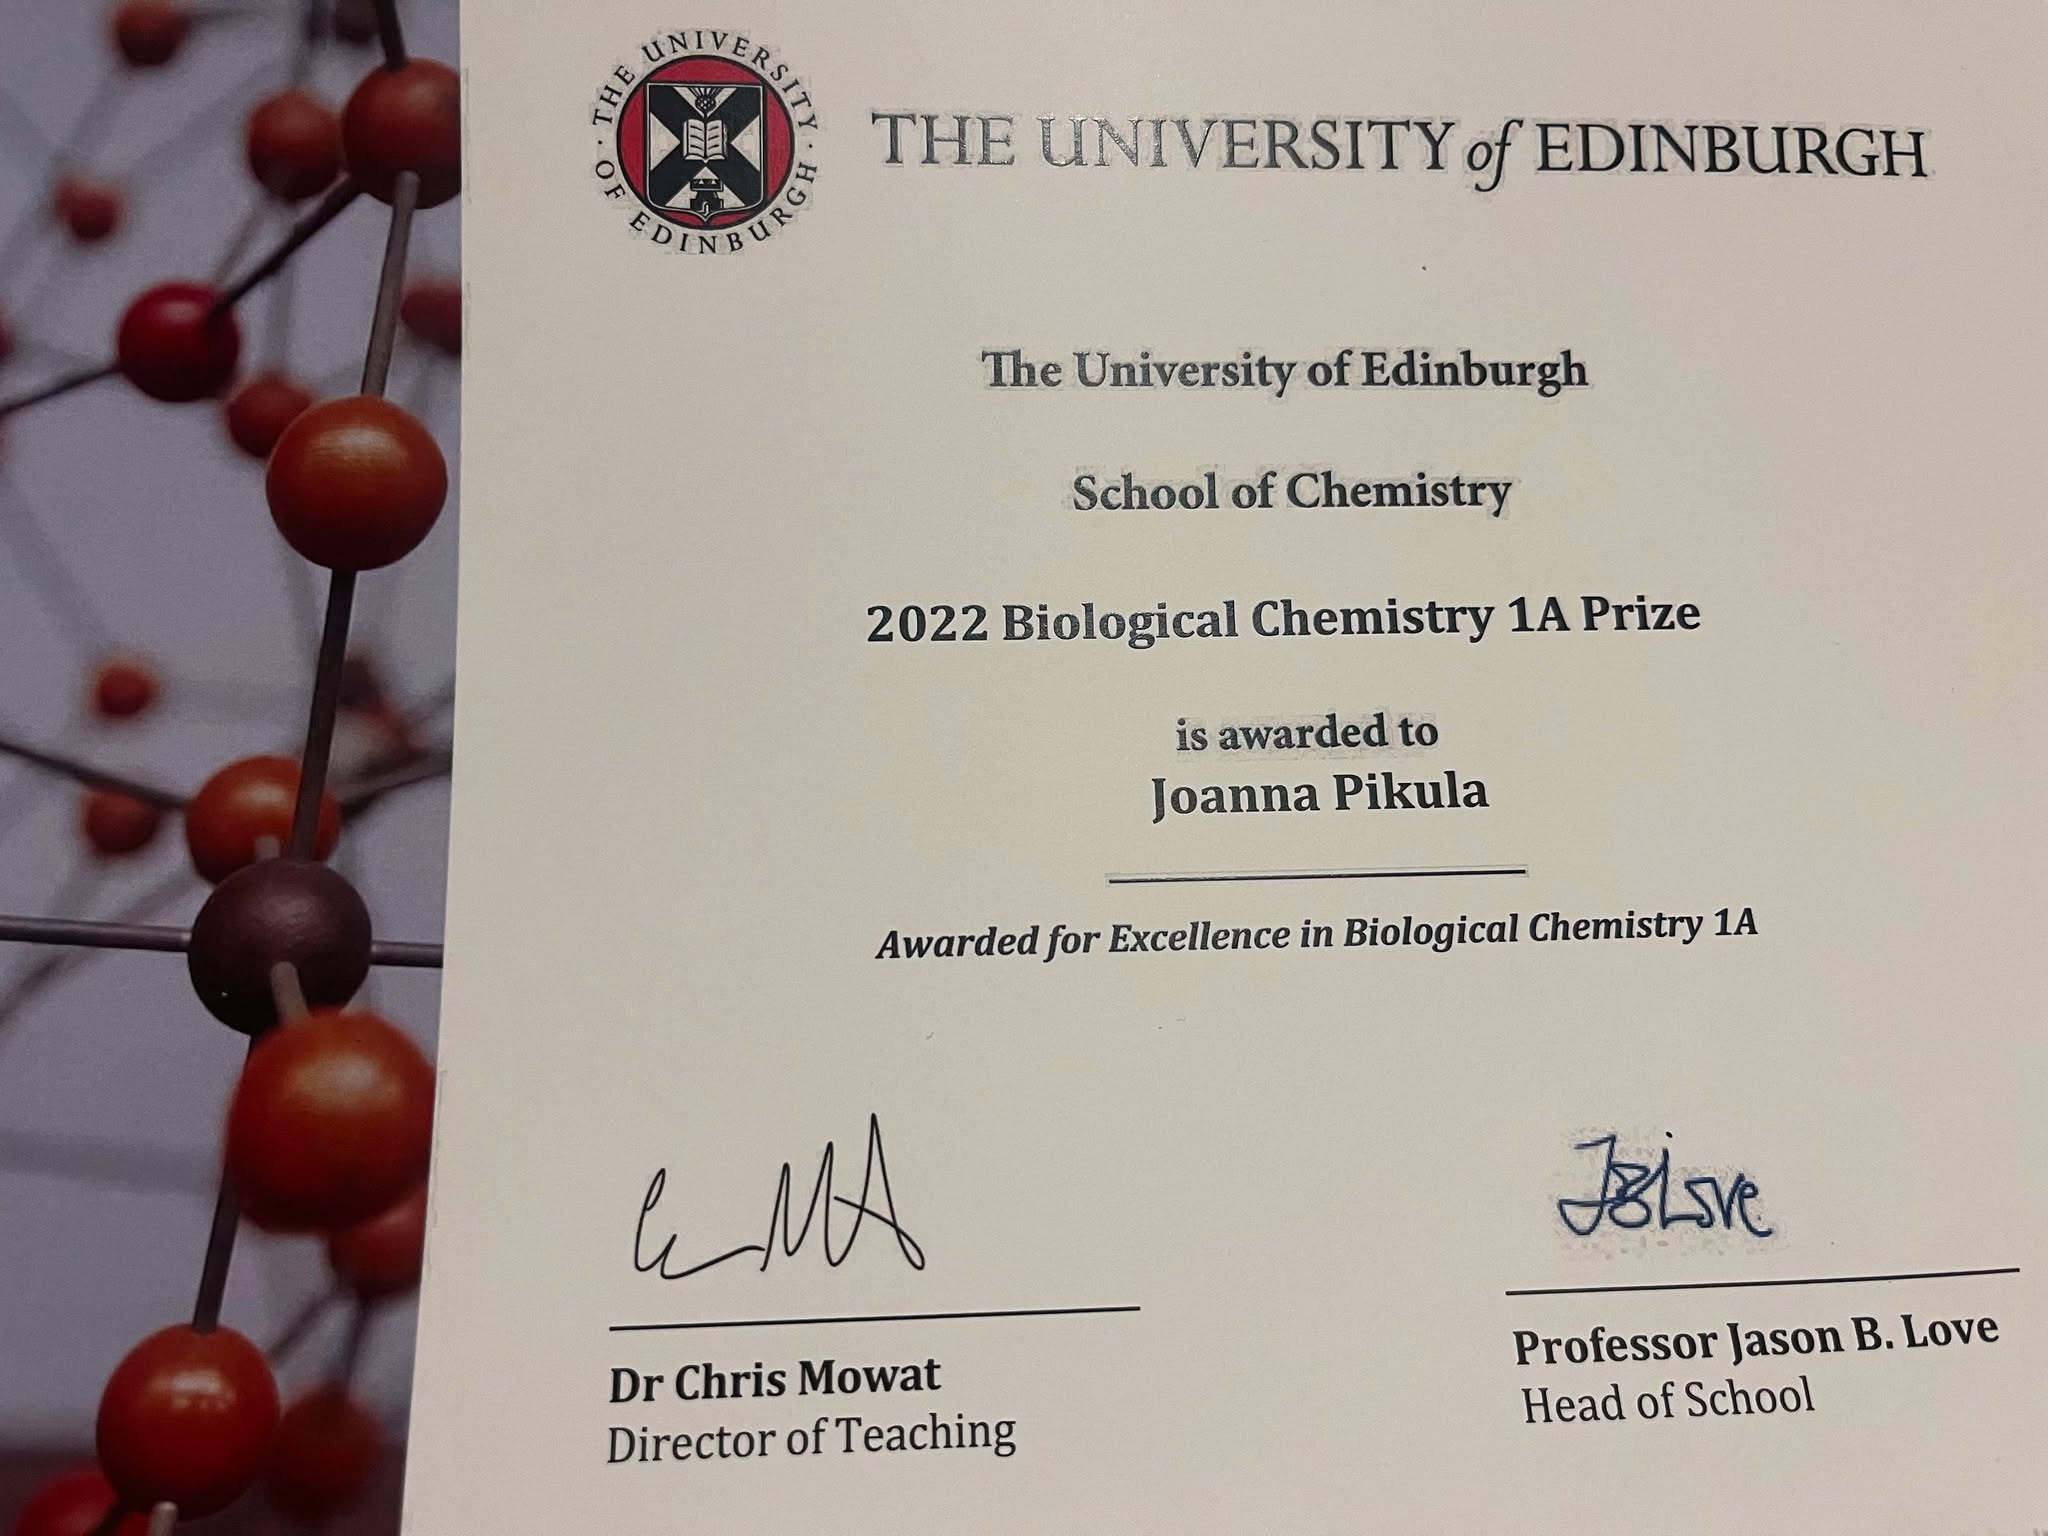 THE UNIVERSITY OF EDINBURGH
THE UNIVERSITY of EDINBURGH
The University of Edinburgh
School of Chemistry
2022 Biological Chemistry 1A Prize
is awarded to
Joanna Pikula
Awarded for Excellence in Biological Chemistry 1A
JBLove
Dr Chris Mowat
Director of Teaching
Professor Jason B. Love
Head of School